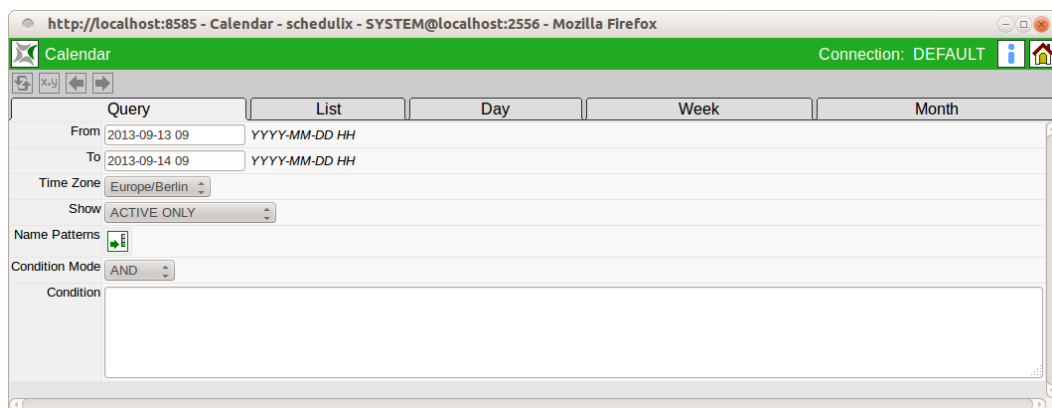 http://localhost:8585 - Calendar - schedulix - SYSTEM@localhost:2556 - Mozilla Firefox
Calendar Connection: DEFAULT i
x.y
Query List Day Week Month
From 2013-09-13 09 YYYY-MM-DD HH
To 2013-09-14 09 YYYY-MM-DD HH
Time Zone Europe/Berlin
Show ACTIVE ONLY
Name Patterns
Condition Mode AND
Condition